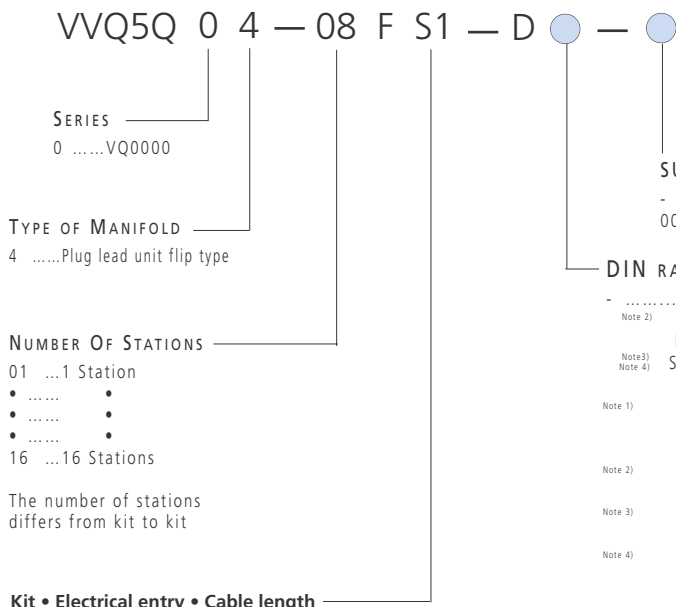 VVQ5Q 0 4 — 08 F S1 — D —
SERIES
0 ......VQ0000
TYPE OF MANIFOLD
4 ......Plug lead unit flip type
NUMBER OF STATIONS
01 ...1 Station
• ...... •
• ...... •
• ...... •
16 ...16 Stations
The number of stations
differs from kit to kit
Kit • Electrical entry • Cable length
-
DIN
- .........
Note 2)
Note3)
Note 4)
Note 1)
Note 2)
Note 3)
Note 4)